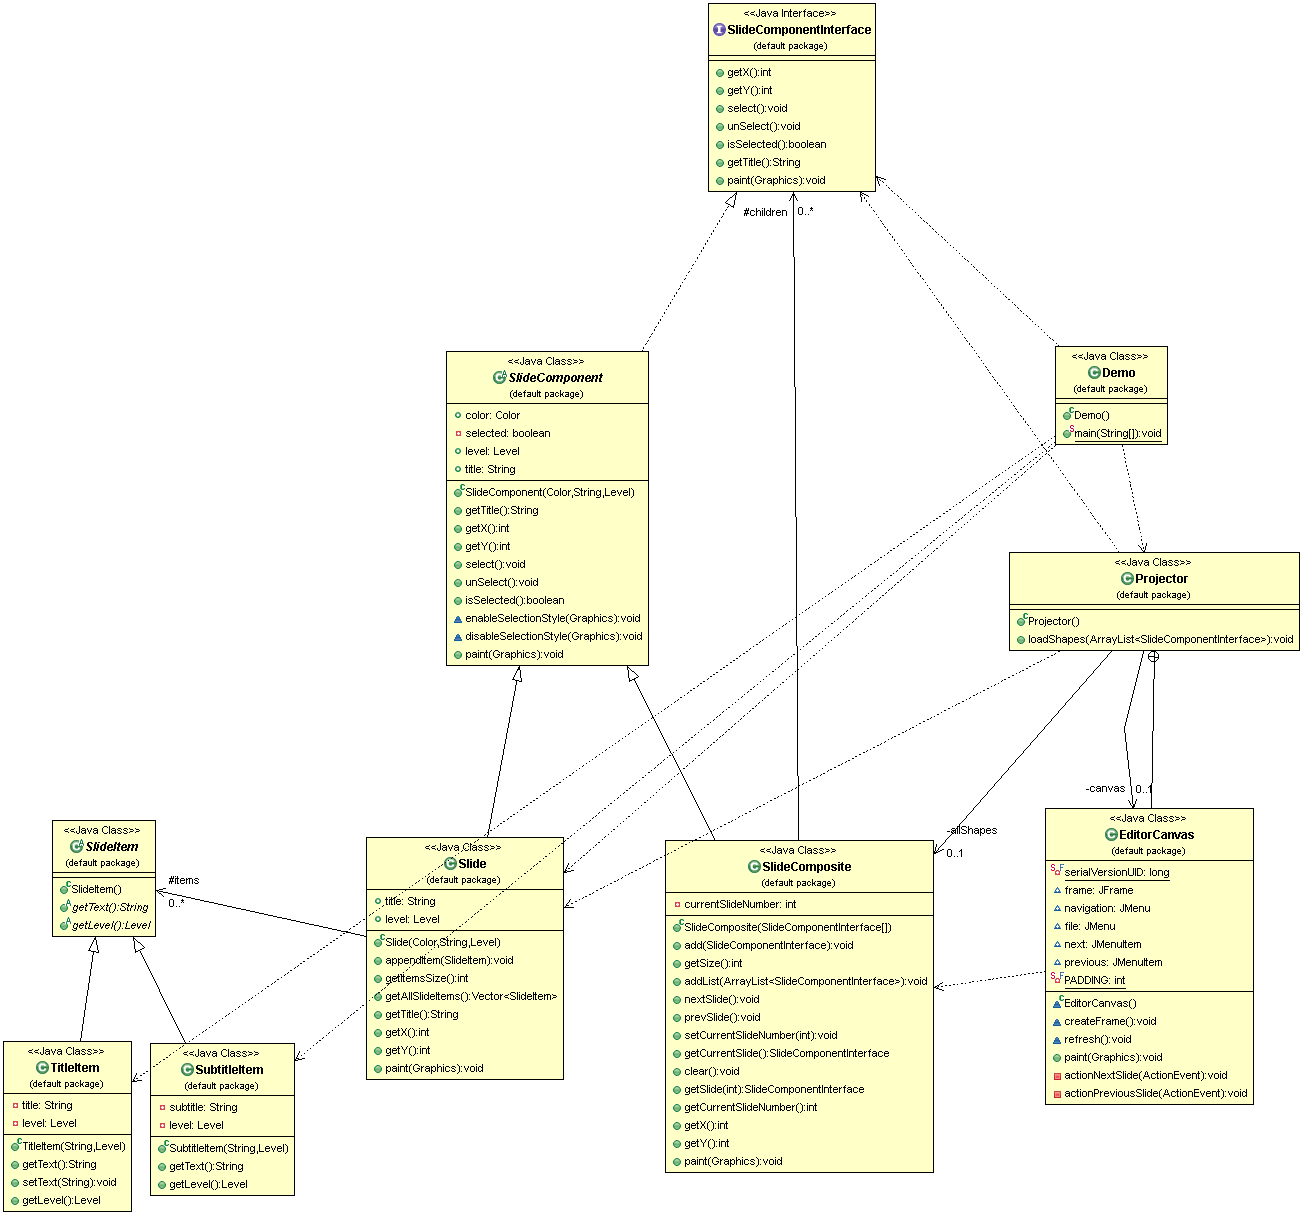 <<Java Interface>>
SlideComponentInterface
(default package)
getX():int
getY():int
select():void
unSelect():void
isSelected():boolean
getTitle():String
paint(Graphics):void
#children
0..*
<<Java Class>>
SlideComponent
(default package)
color: Color
selected: boolean
level: Level
title: String
SlideComponent(Color,String,Level)
getTitle():String
getX():int
getY():int
select():void
unSelect():void
isSelected():boolean
enableSelectionStyle(Graphics):void
disableSelectionStyle(Graphics):void
paint(Graphics):void
<<Java Class>>
Demo
(default package)
Demo()
main(String[]):void
<<Java Class>>
Projector
(default package)
Projector()
loadShapes(ArrayList<SlideComponentInterface>):void
-canvas
0..1
-allShapes
0..1
<<Java Class>>
SlideItem
(default package)
SlideItem()
getText():String
getLevel():Level
#items
0..*
<<Java Class>>
Slide
(default package)
title: String
level: Level
Slide(Color,String,Level)
appendItem(SlideItem):void
getItemsSize():int
getAllSlideItems():Vector<SlideItem>
getTitle():String
getX():int
getY():int
paint(Graphics):void
<<Java Class>>
SlideComposite
(default package)
currentSlideNumber: int
SlideComposite(SlideComponentInterface[])
add(SlideComponentInterface):void
getSize():int
addList(ArrayList<SlideComponentInterface>):void
nextSlide():void
prevSlide():void
setCurrentSlideNumber(int):void
getCurrentSlide():SlideComponentInterface
clear():void
getSlide(int):SlideComponentInterface
getCurrentSlideNumber():int
getX():int
getY():int
paint(Graphics):void
<<Java Class>>
EditorCanvas
(default package)
serialVersionUID: long
frame: JFrame
navigation: JMenu
file: JMenu
next: JMenuItem
previous: JMenuItem
PADDING: int
EditorCanvas()
createFrame():void
refresh():void
paint(Graphics):void
actionNextSlide(ActionEvent):void
actionPreviousSlide(ActionEvent):void
<<Java Class>>
TitleItem
(default package)
title: String
level: Level
TitleItem(String,Level)
getText():String
setText(String):void
getLevel():Level
<<Java Class>>
SubtitleItem
(default package)
subtitle: String
level: Level
SubtitleItem(String,Level)
getText():String
getLevel():Level